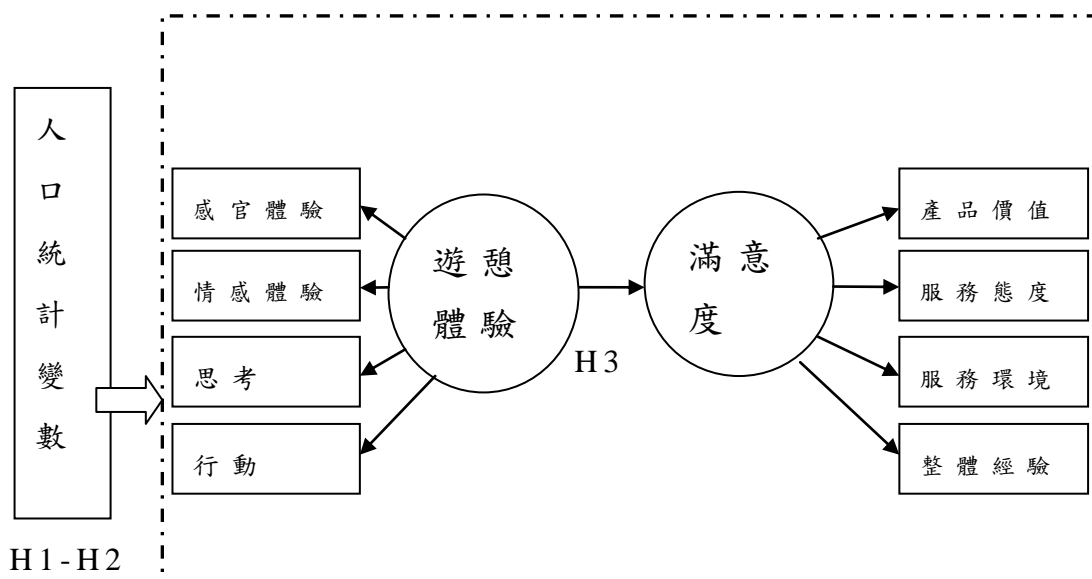 人口統計變數
H1-H2
感官體驗
情感體驗
思考
行動
遊憩
體驗
H3
滿意
度
產品價值
服務態度
服務環境
整體經驗